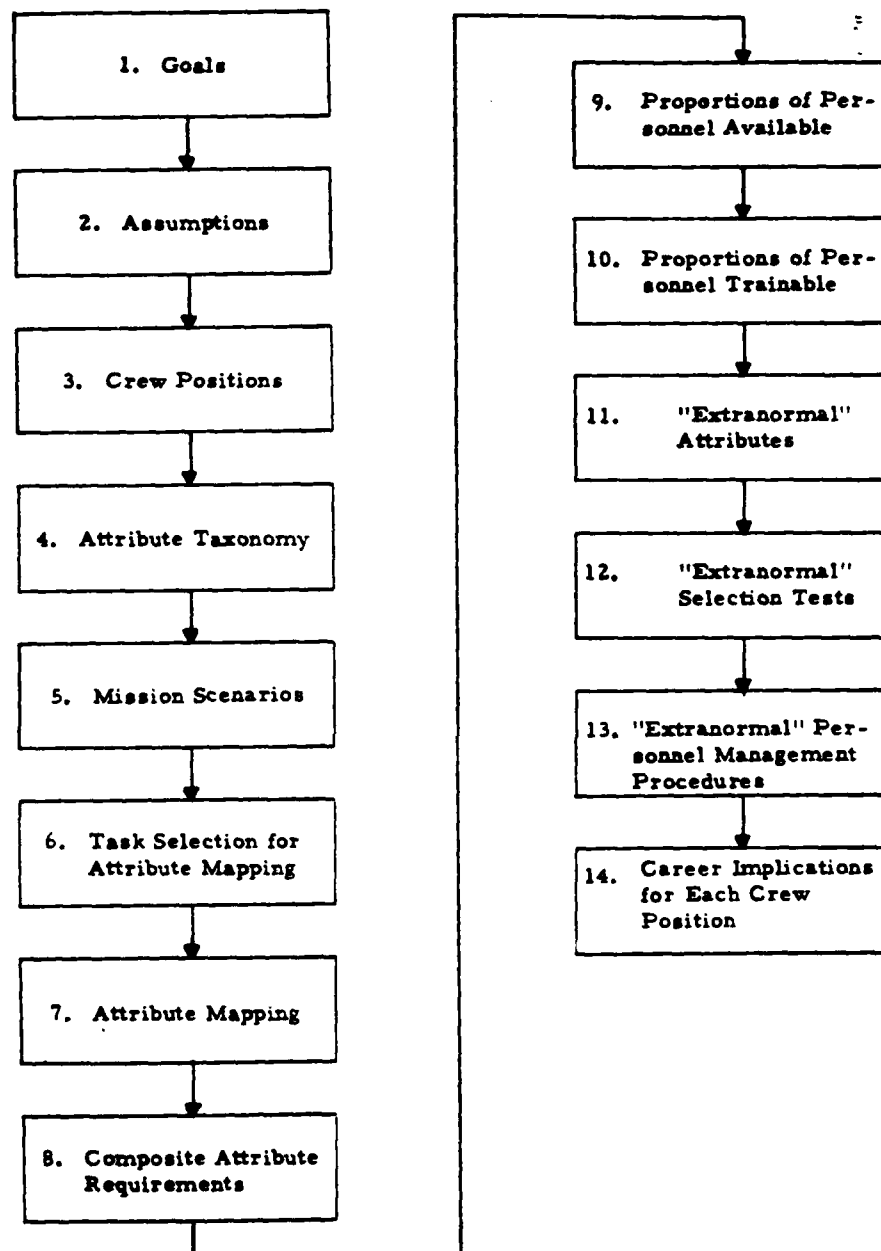 1. Goals
2. Assumptions
3. Crew Positions
4. Attribute Taxonomy
5. Mission Scenarios
6. Task Selection for
Attribute Mapping
7. Attribute Mapping
8. Composite Attribute
Requirements
9. Proportions of Per-
sonnel Available
10. Proportions of Per-
sonnel Trainable
11. "Extranormal"
Attributes
12. "Extranormal"
Selection Tests
13. "Extranormal" Per-
sonnel Management
Procedures
14. Career Implications
for Each Crew
Position